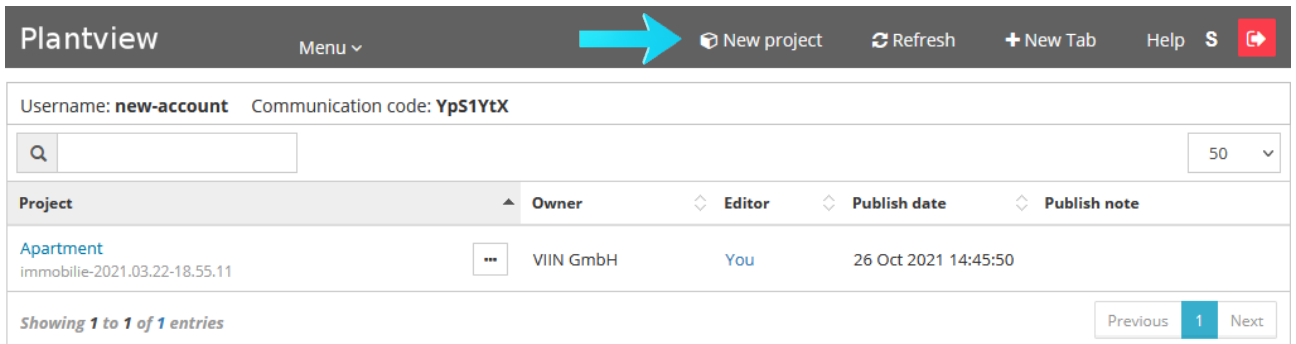 Plantview Menu New project Refresh New Tab Help S
Username: new-account Communication code: YpS1YtX
50
Project Owner Editor Publish date Publish note
Apartment
immobilie-2021.03.22-18.55.11 ... VIIN GmbH You 26 Oct 2021 14:45:50
Showing 1 to 1 of 1 entries Previous 1 Next